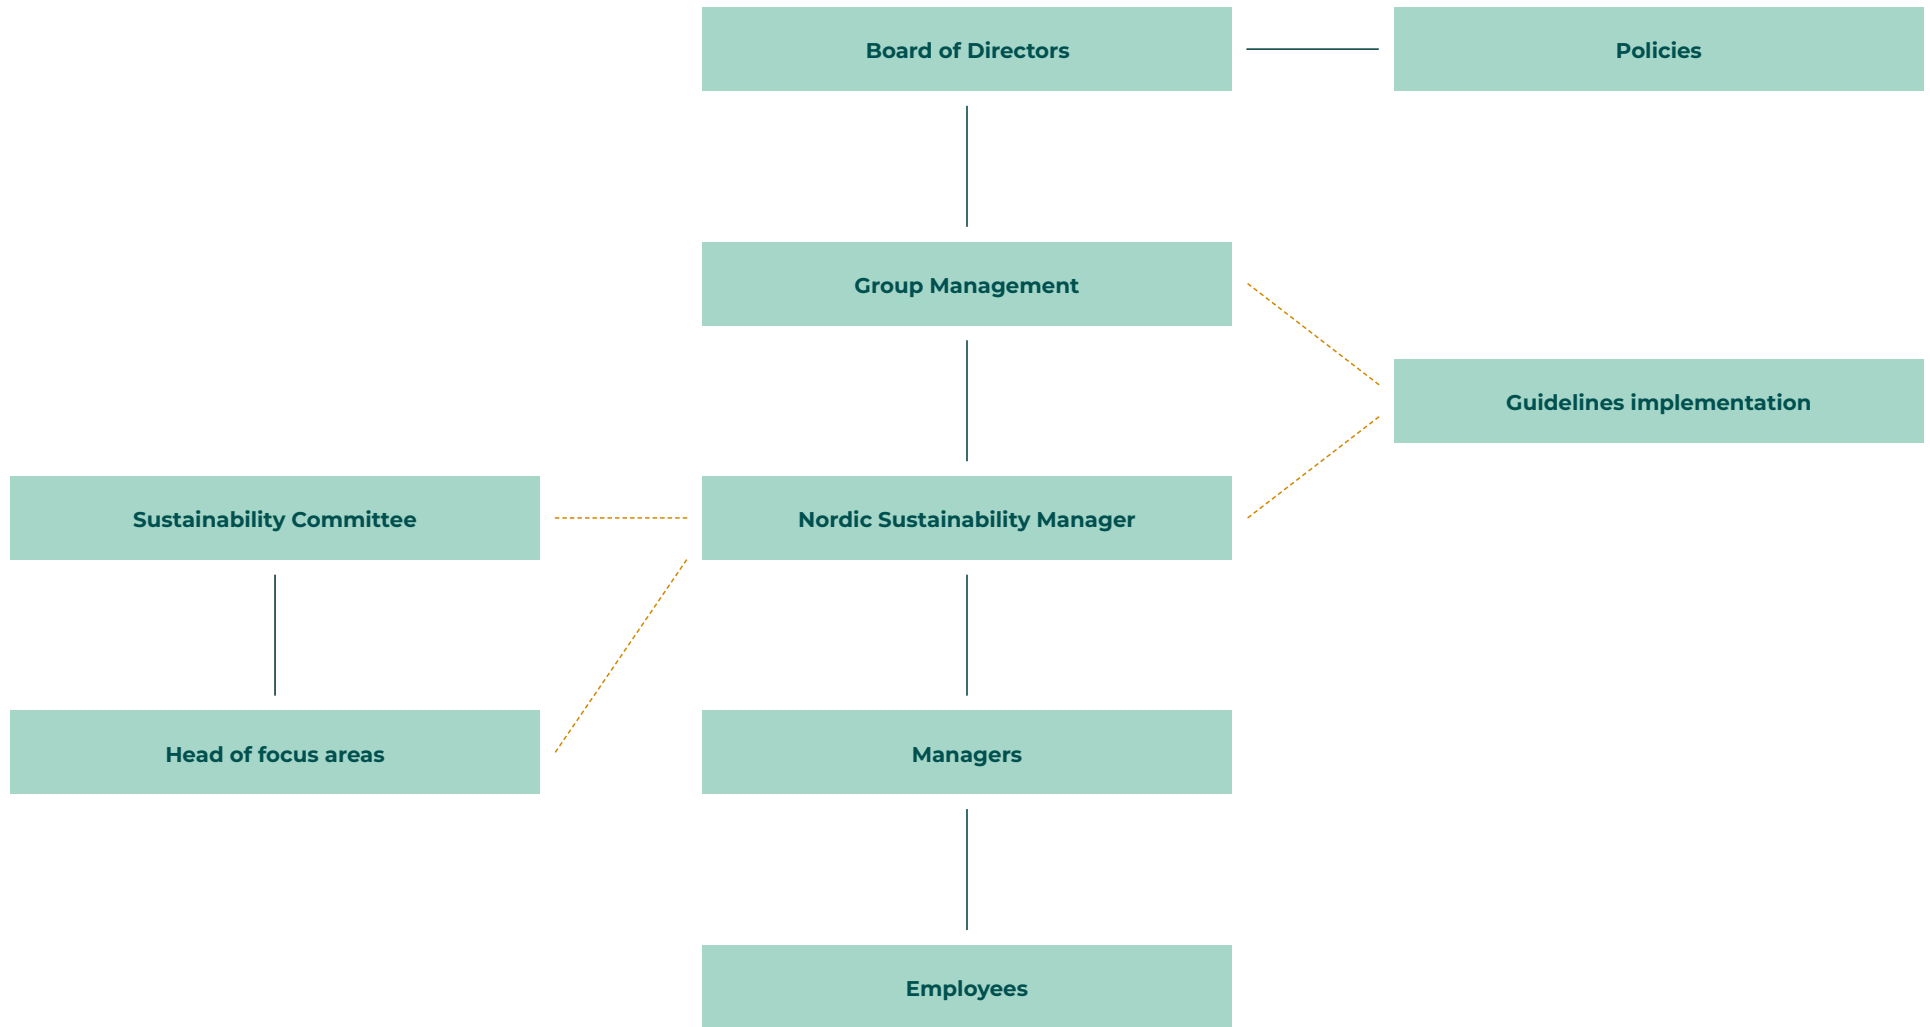 Board of Directors
Policies
Group Management
Guidelines implementation
Sustainability Committee
Nordic Sustainability Manager
Head of focus areas
Managers
Employees